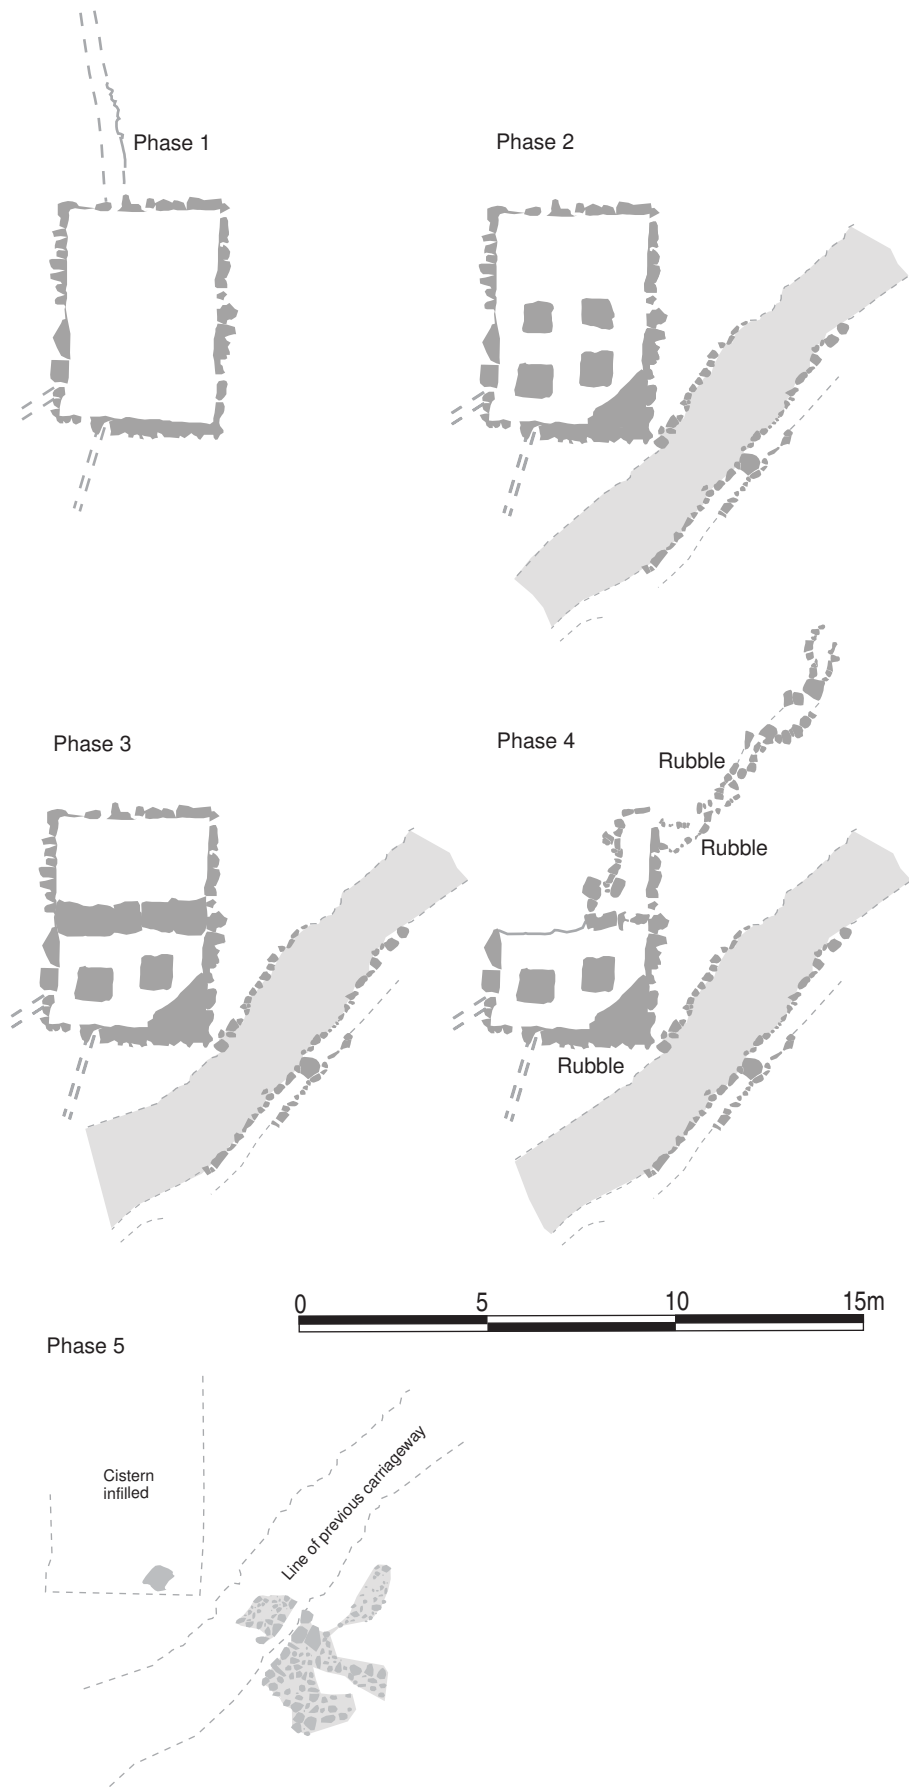 Phase 1
Phase 2
Phase 3
Phase 4
Rubble
Rubble
Rubble
0 5 10 15m
Phase 5
Cistern
infilled
Line of previous carriageway